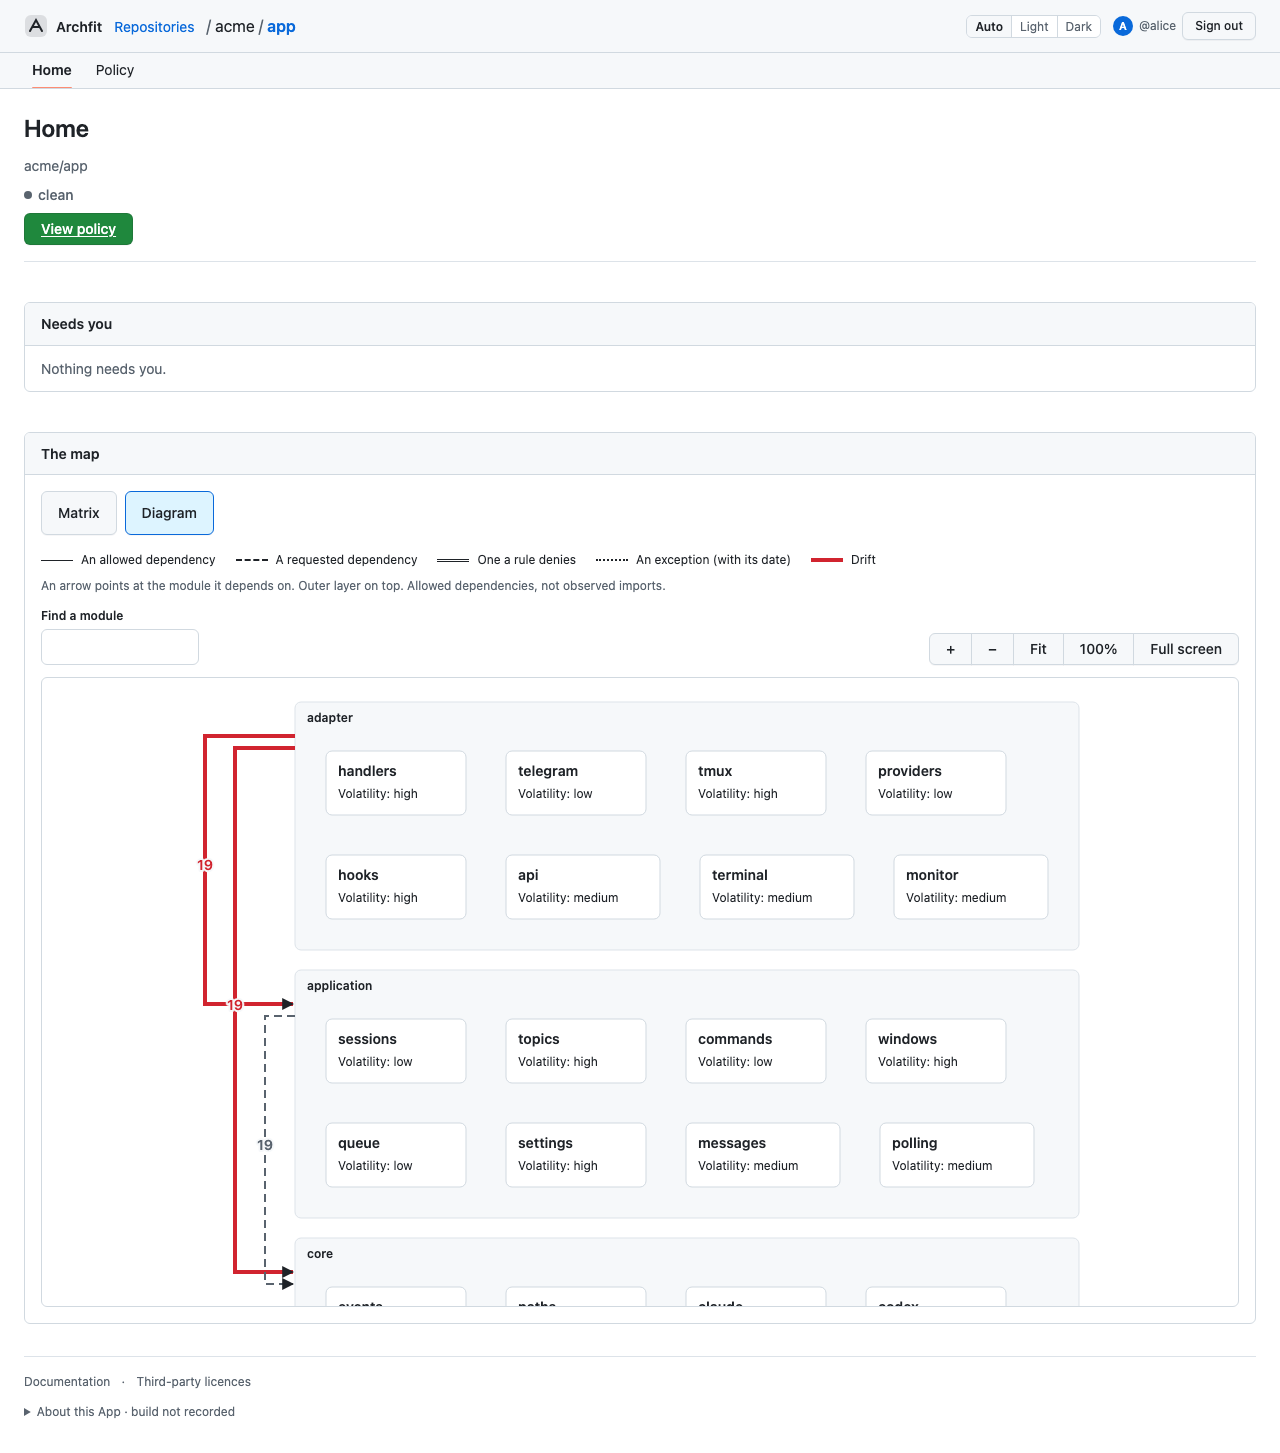 Archfit Repositories / acme / app
Auto Light Dark A @alice Sign out
Home Policy
Home
acme/app
clean
View policy
Needs you
Nothing needs you.
The map
Matrix Diagram
An allowed dependency A requested dependency One a rule denies An exception (with its date) Drift
An arrow points at the module it depends on. Outer layer on top. Allowed dependencies, not observed imports.
Find a module
+ − Fit 100% Full screen
adapter
handlers telegram tmux providers
Volatility: high Volatility: low Volatility: high Volatility: low
19
hooks api terminal monitor
Volatility: high Volatility: medium Volatility: medium Volatility: medium
application
19
sessions topics commands windows
Volatility: low Volatility: high Volatility: low Volatility: high
19
queue settings messages polling
Volatility: low Volatility: high Volatility: medium Volatility: medium
core
events paths claude codex
Documentation · Third-party licences
About this App · build not recorded